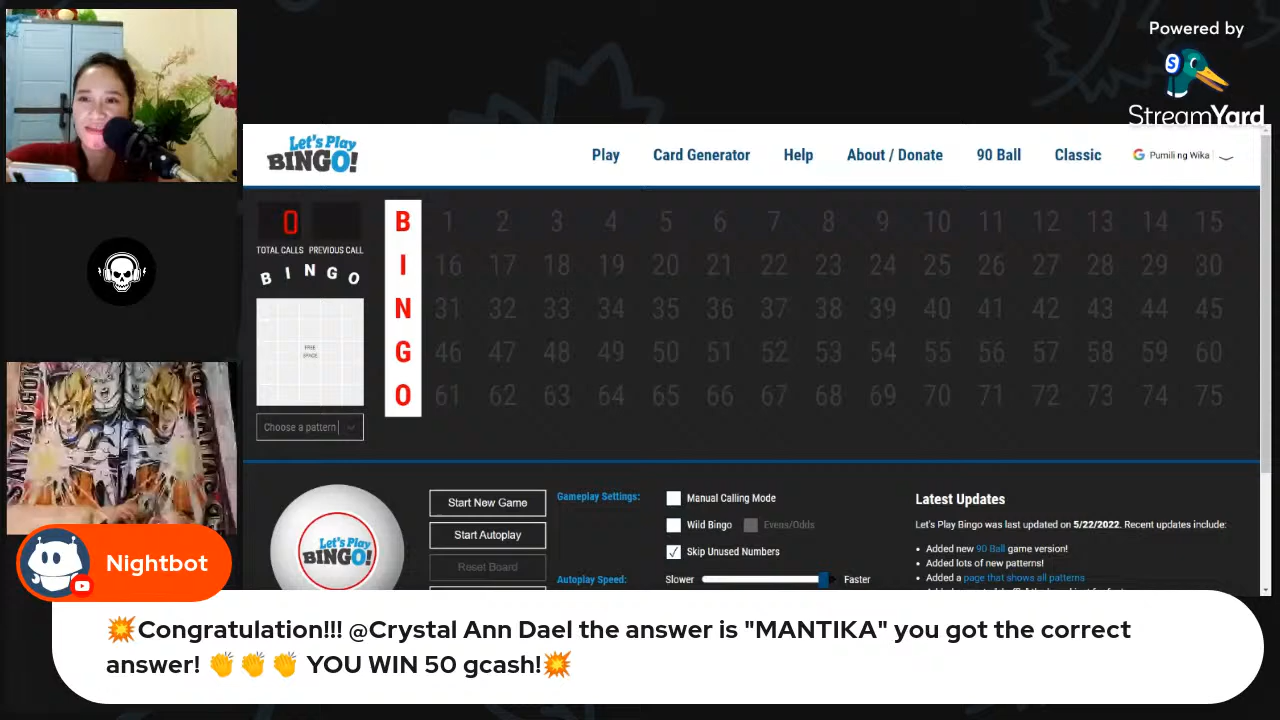 Powered by
StreamYard
Let's Play
BINGO!
Play
Card Generator
Help
About / Donate
90 Ball
Classic
Pumili ng Wika
0
TOTAL CALLS PREVIOUS CALL
BINGO
FREE
SPACE
Choose a pattern
B 1 2 3 4 5 6 7 8 9 10 11 12 13 14 15
I 16 17 18 19 20 21 22 23 24 25 26 27 28 29 30
N 31 32 33 34 35 36 37 38 39 40 41 42 43 44 45
G 46 47 48 49 50 51 52 53 54 55 56 57 58 59 60
O 61 62 63 64 65 66 67 68 69 70 71 72 73 74 75
SAIYAN GOK
Let's Play
BINGO!
Start New Game
Start Autoplay
Reset Board
Gameplay Settings:
Manual Calling Mode
Wild Bingo
Evens/Odds
Skip Unused Numbers
Autoplay Speed:
Slower
Faster
Latest Updates
Let's Play Bingo was last updated on 5/22/2022. Recent updates include:
• Added new 90 Ball game version!
• Added lots of new patterns!
• Added a page that shows all patterns
Nightbot
💥Congratulation!!! @Crystal Ann Dael the answer is "MANTIKA" you got the correct
answer! 👏👏👏 YOU WIN 50 gcash!💥